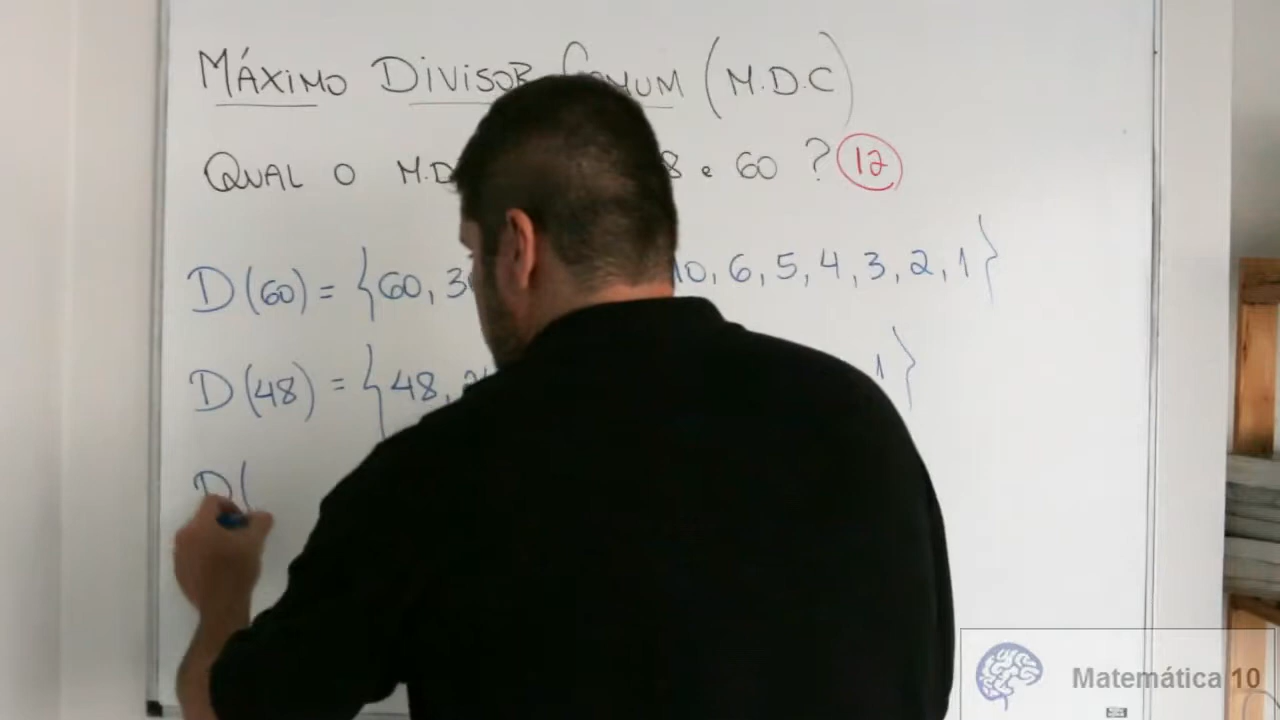 MÁXIMO DIVISOR COMUM (M.D.C)
QUAL O M.D 8 e 60 ? 12
D(60) = {60, 3 10, 6, 5, 4, 3, 2, 1}
D(48) = {48, 2 1}
D(
Matemática 10